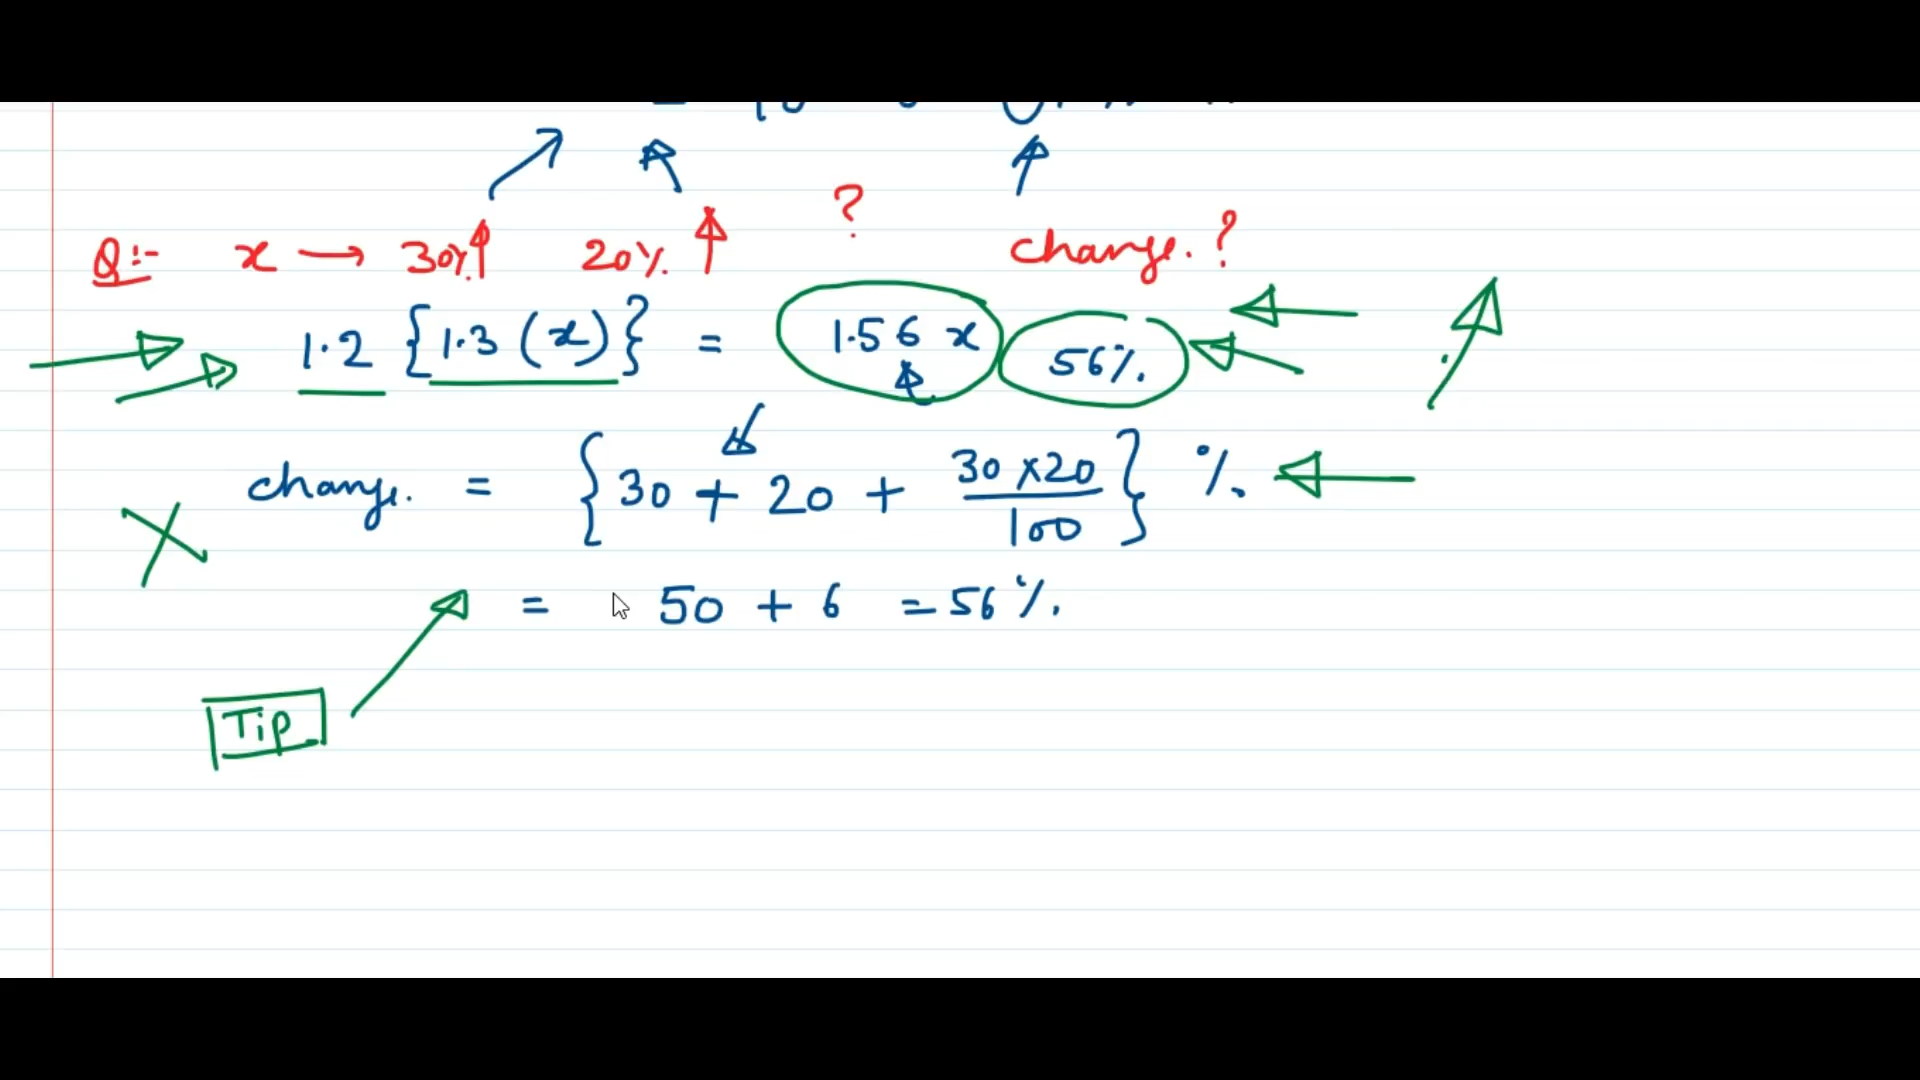 ?
Q:- x → 30%↑ 20%.↑ change.?
1.2 {1.3 (x)} = 1.56 x 56%.
change. = {30 + 20 + 30×20/100} %.
= 50 + 6 = 56%.
Tip